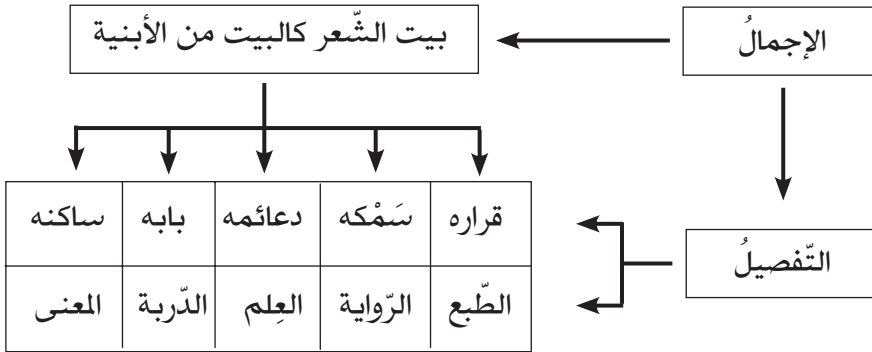 الإجمالُ
بيت الشّعر كالبيت من الأبنية
التّفصيلُ
قراره سَمْكه دعائمه بابه ساكنه
الطّبع الرّواية العِلم الدّربة المعنى